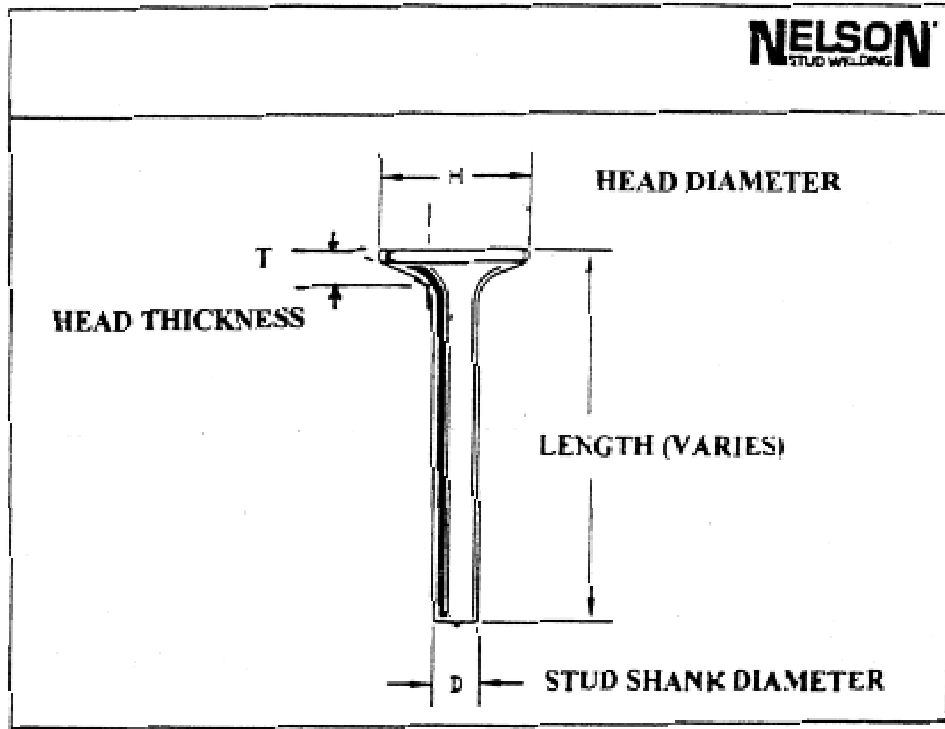 NELSON
STUD WELDING
H
HEAD DIAMETER
T
HEAD THICKNESS
LENGTH (VARIES)
D
STUD SHANK DIAMETER